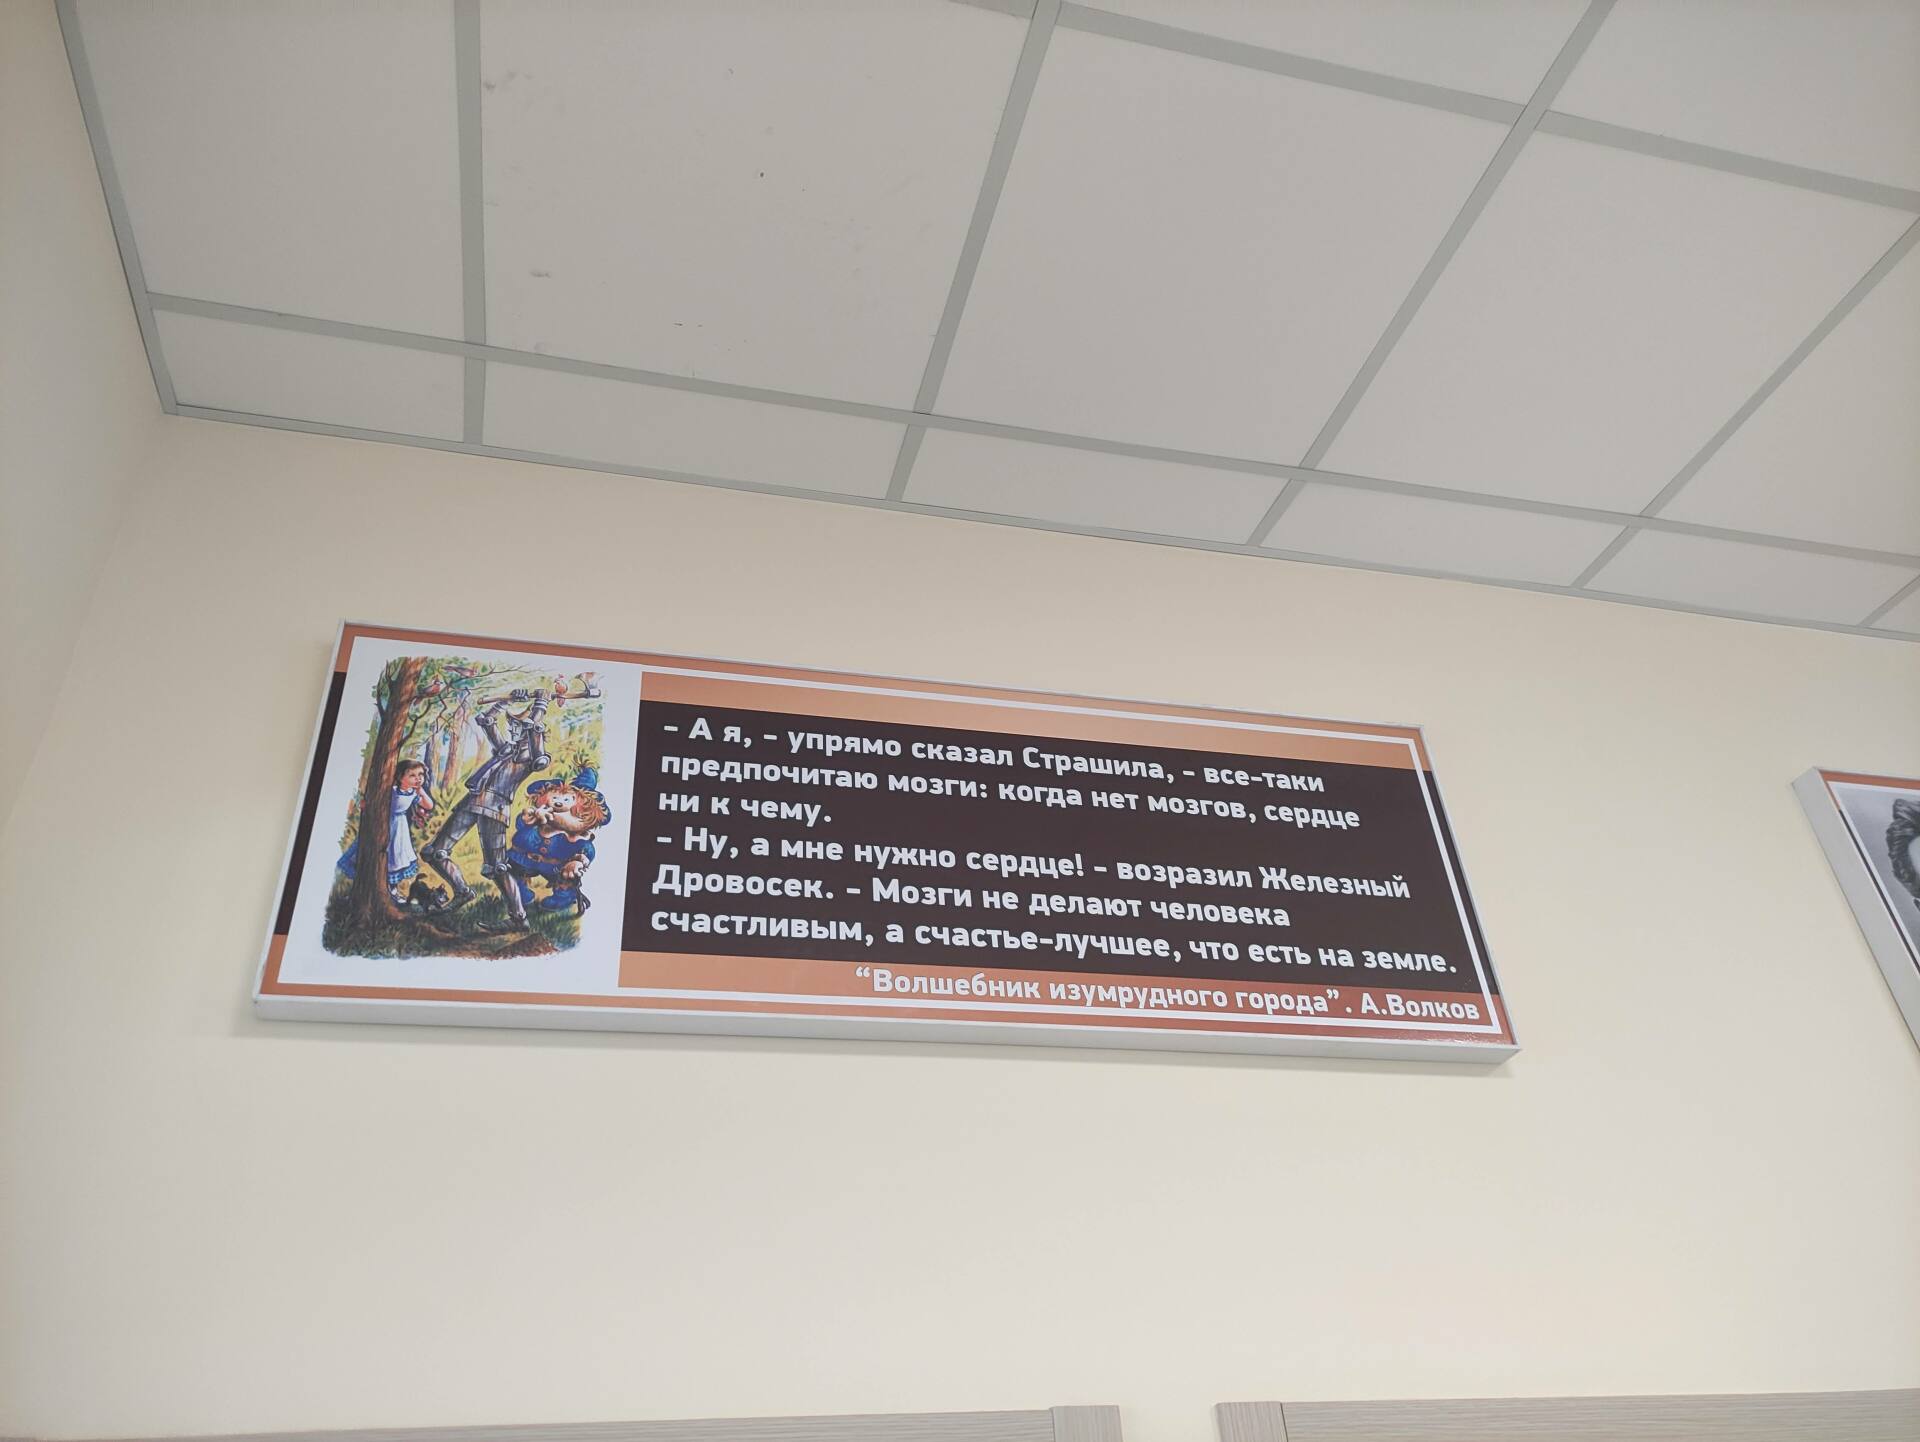 - А я, - упрямо сказал Страшила, - все-таки
предпочитаю мозги: когда нет мозгов, сердце
ни к чему.
- Ну, а мне нужно сердце! - возразил Железный
Дровосек. - Мозги не делают человека
счастливым, а счастье-лучшее, что есть на земле.
“Волшебник изумрудного города”. А.Волков